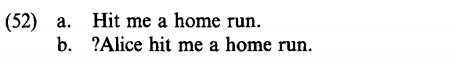 (52) a. Hit me a home run.
b. ?Alice hit me a home run.